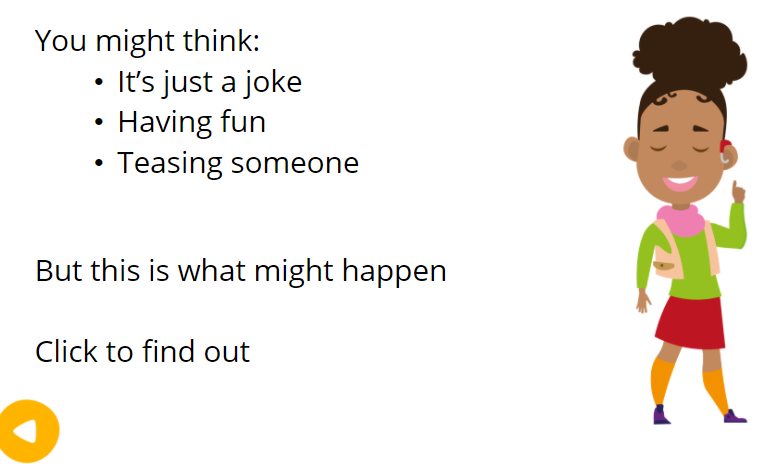 You might think:
• It’s just a joke
• Having fun
• Teasing someone
But this is what might happen
Click to find out